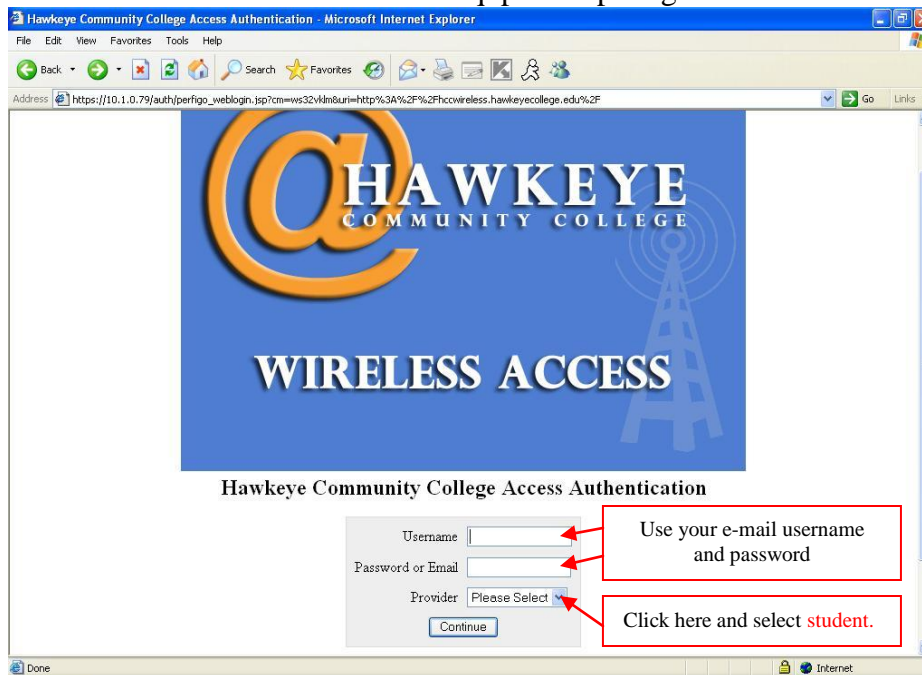 Hawkeye Community College Access Authentication - Microsoft Internet Explorer
File Edit View Favorites Tools Help
Back Search Favorites
Address https://10.1.0.79/auth/perfigo_weblogin.jsp?cm=ws32vklm&uri=http%3A%2F%2Fhccwireless.hawkeyecollege.edu%2F Go Links
@HAWKEYE
COMMUNITY COLLEGE
WIRELESS ACCESS
Hawkeye Community College Access Authentication
Username
Use your e-mail username
and password
Password or Email
Provider Please Select
Click here and select student.
Continue
Done Internet